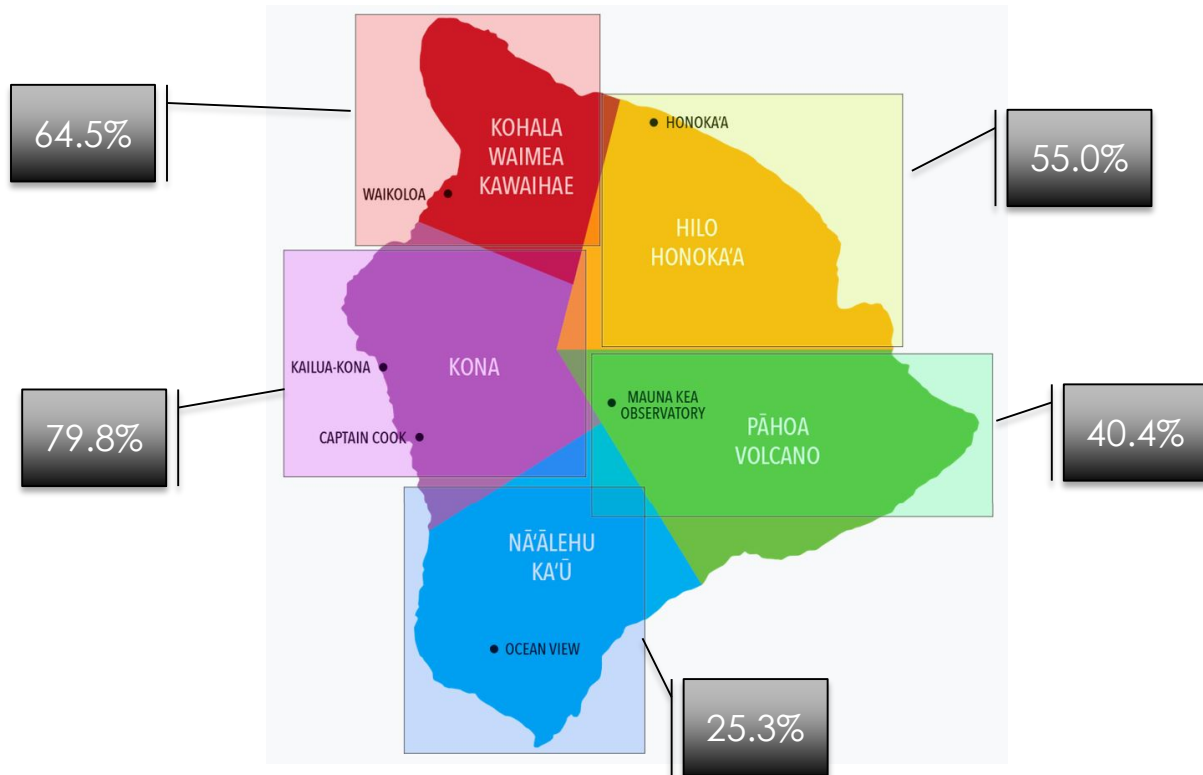 64.5%
KOHALA
WAIMEA
KAWAIHAE
WAIKOLOA
HONOKA‘A
HILO
HONOKA‘A
55.0%
KAILUA-KONA
KONA
CAPTAIN COOK
79.8%
MAUNA KEA
OBSERVATORY
PĀHOA
VOLCANO
40.4%
NĀ‘ĀLEHU
KA‘Ū
OCEAN VIEW
25.3%